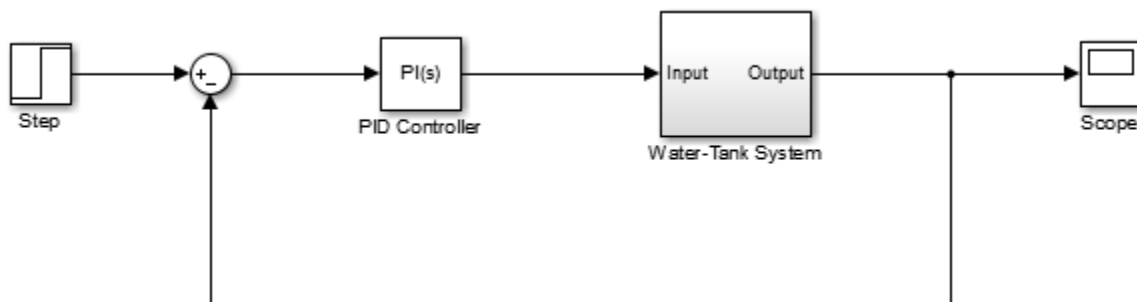 PI(s)
Input Output
Step
PID Controller
Water-Tank System
Scope